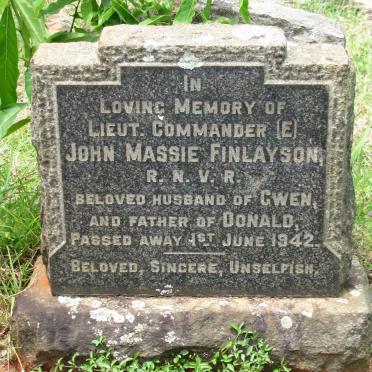 IN
LOVING MEMORY OF
LIEUT. COMMANDER (E)
JOHN MASSIE FINLAYSON,
R. N. V. R.
BELOVED HUSBAND OF GWEN,
AND FATHER OF DONALD,
PASSED AWAY 1ST JUNE 1942.
BELOVED, SINCERE, UNSELFISH.